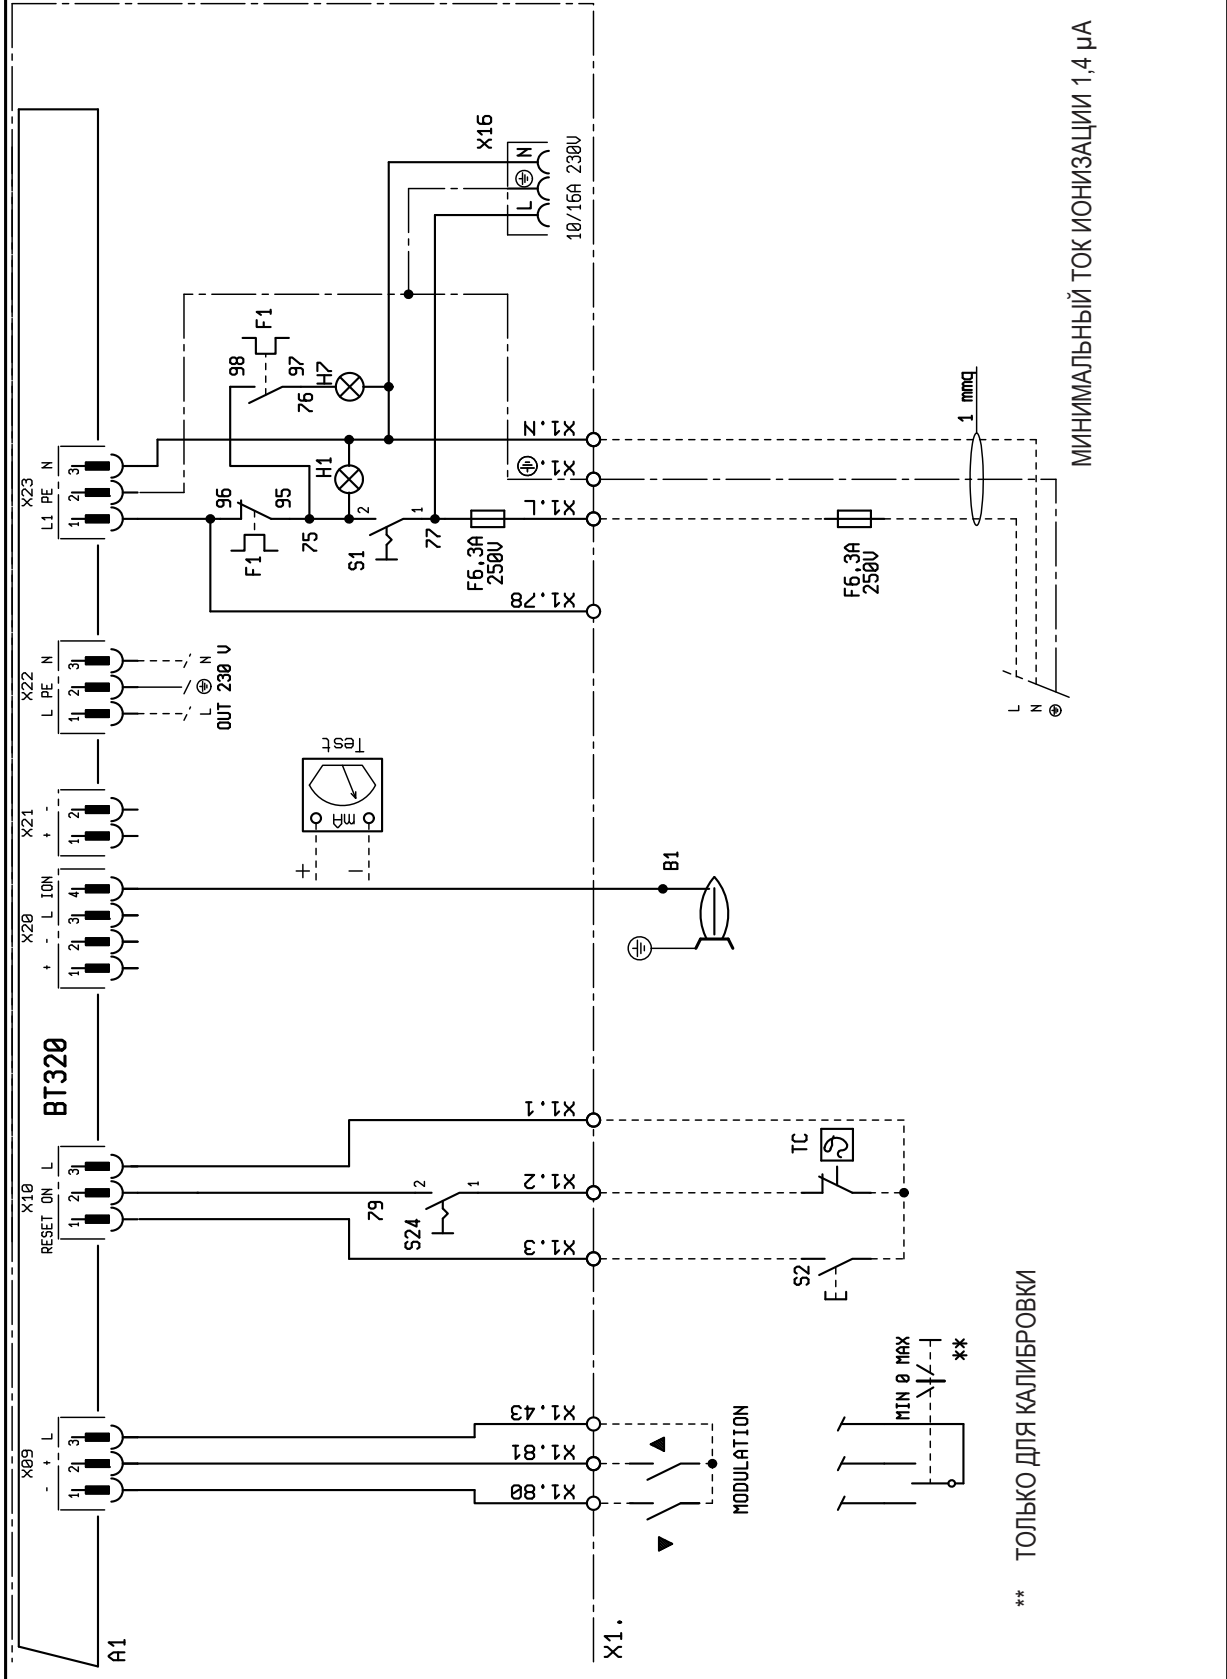 A1
BT320
X09
- + L
1 2 3
X10
RESET ON L
1 2 3
X20
+ - L ION
1 2 3 4
X21
+ -
1 2
X22
L PE N
1 2 3
L N
OUT 230 V
X23
L1 PE N
1 2 3
+ -
mA
Test
F1
96
95
75
S1
2
1
77
H1
98
97
76
F1
H7
F6,3A
250V
X16
L N
10/16A 230V
79
S24
2
1
X1.
X1.80
X1.81
X1.43
X1.3
X1.2
X1.1
X1.78
X1.L
X1.
X1.N
MODULATION
B1
S2
TC
F6,3A
250V
1 mmq
L
N
MIN 0 MAX
**
** ТОЛЬКО ДЛЯ КАЛИБРОВКИ
МИНИМАЛЬНЫЙ ТОК ИОНИЗАЦИИ 1,4 µA